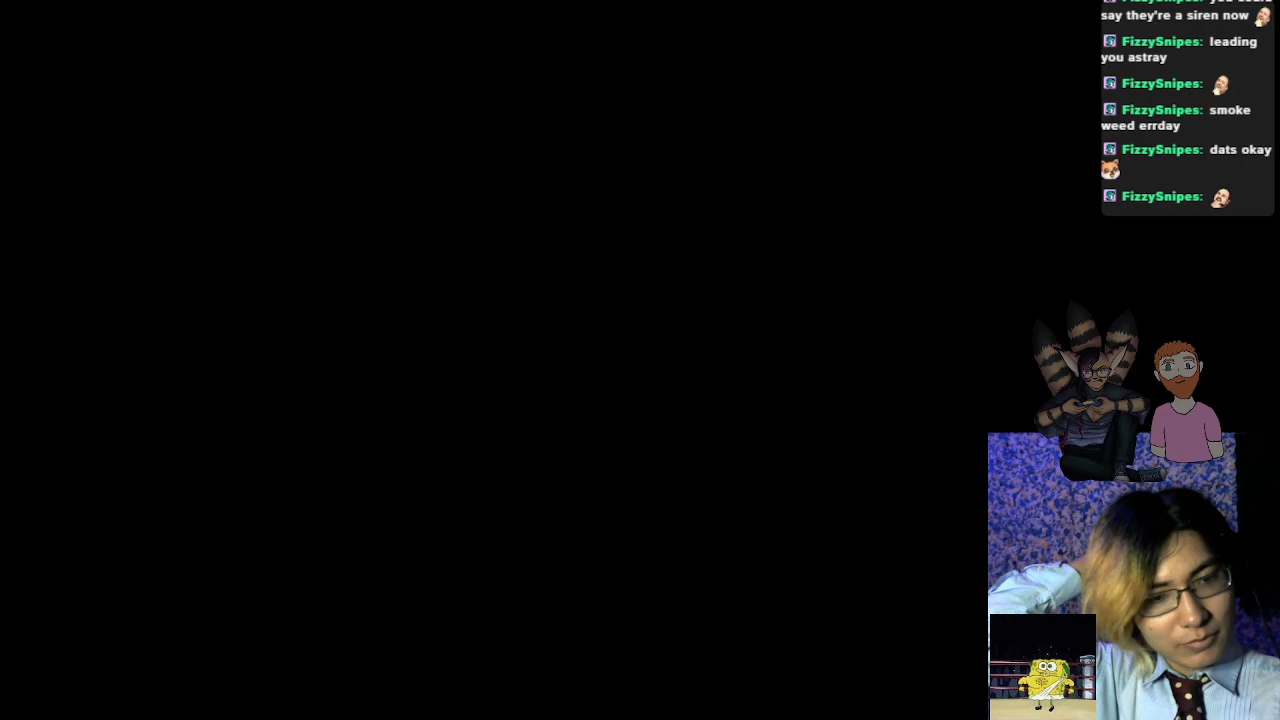 say they're a siren now
FizzySnipes: leading
you astray
FizzySnipes:
FizzySnipes: smoke
weed errday
FizzySnipes: dats okay
FizzySnipes: